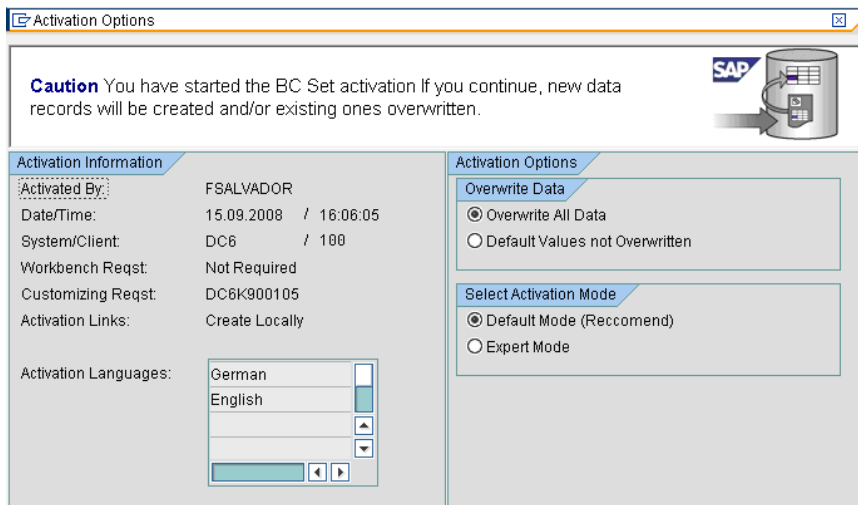 Activation Options
Caution You have started the BC Set activation If you continue, new data
records will be created and/or existing ones overwritten.
SAP
Activation Information
Activated By: FSALVADOR
Date/Time: 15.09.2008 / 16:06:05
System/Client: DC6 / 100
Workbench Reqst: Not Required
Customizing Reqst: DC6K900105
Activation Links: Create Locally
Activation Languages: German
English
Activation Options
Overwrite Data
Overwrite All Data
Default Values not Overwritten
Select Activation Mode
Default Mode (Reccomend)
Expert Mode